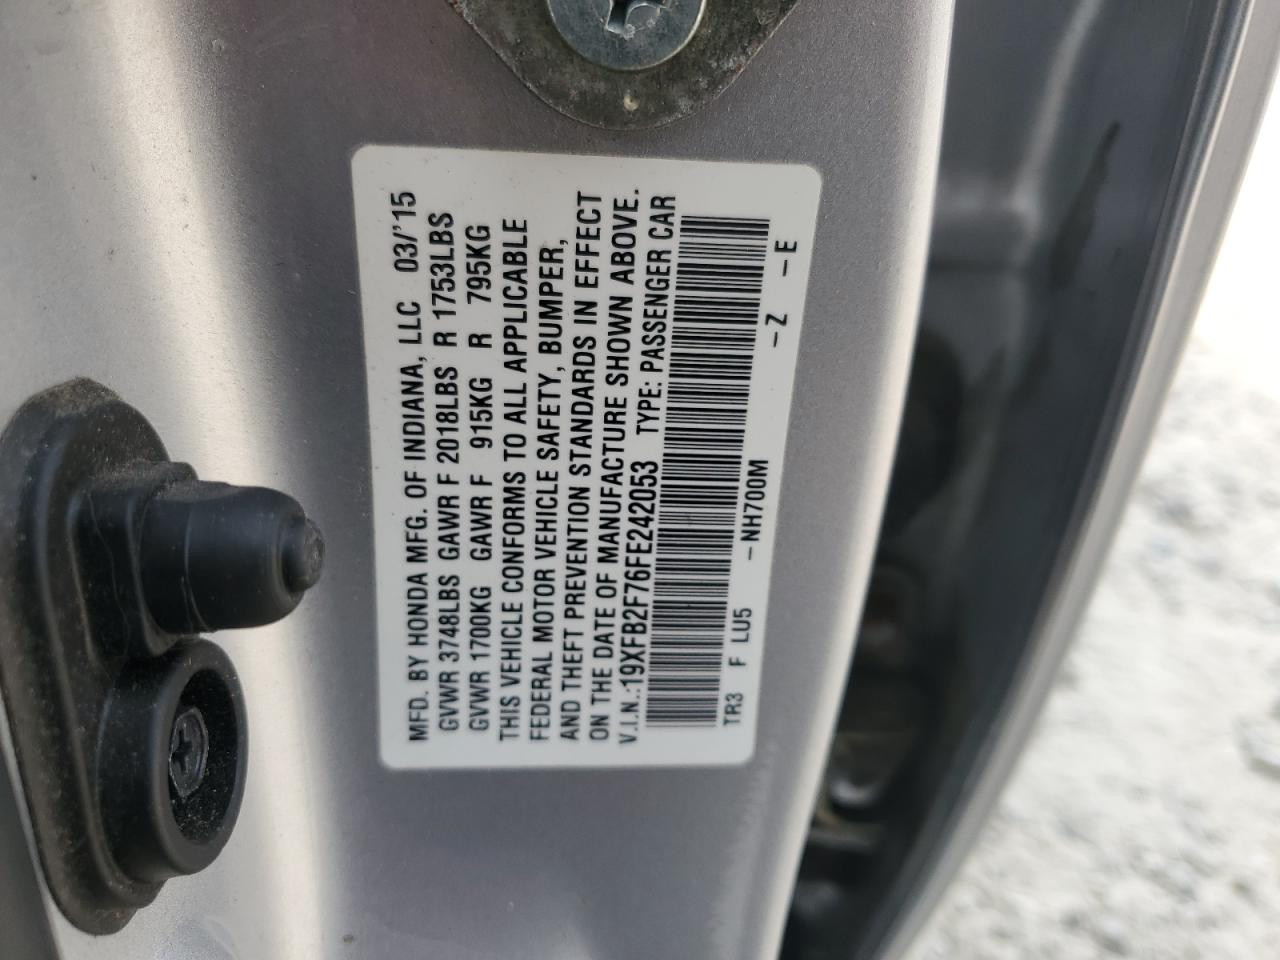 MFD. BY HONDA MFG. OF INDIANA, LLC 03/'15
GVWR 3748LBS GAWR F 2018LBS R 1753LBS
GVWR 1700KG GAWR F 915KG R 795KG
THIS VEHICLE CONFORMS TO ALL APPLICABLE
FEDERAL MOTOR VEHICLE SAFETY, BUMPER,
AND THEFT PREVENTION STANDARDS IN EFFECT
ON THE DATE OF MANUFACTURE SHOWN ABOVE.
V.I.N.:19XFB2F76FE242053 TYPE: PASSENGER CAR
TR3 F LU5 -NH700M -Z -E